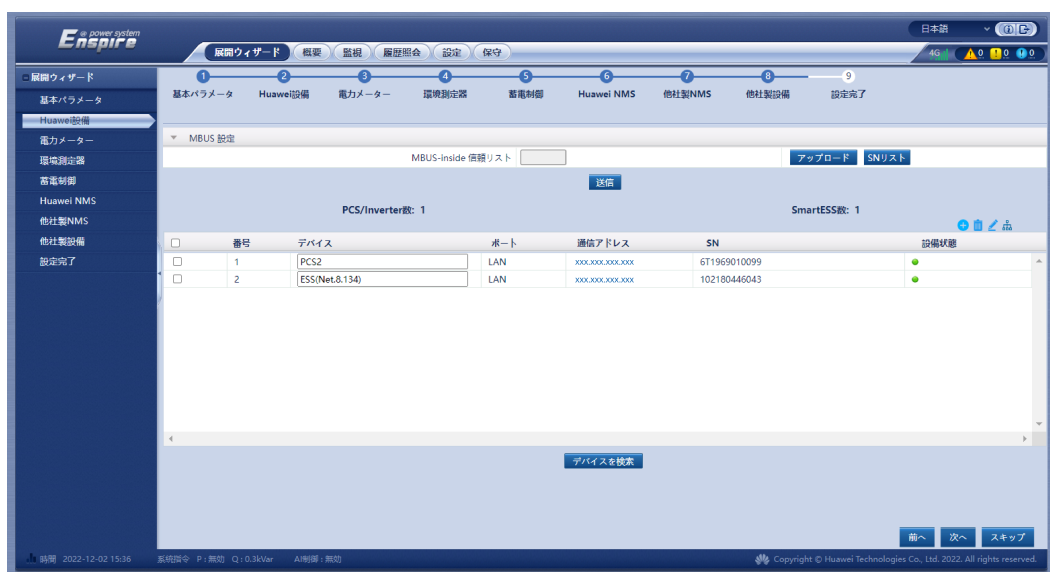 Enspire e power system
日本語
展開ウィザード 概要 監視 履歴照会 設定 保守
4G 0 0 0
展開ウィザード
基本パラメータ
Huawei設備
電力メーター
環境測定器
蓄電制御
Huawei NMS
他社製NMS
他社製設備
設定完了
1 2 3 4 5 6 7 8 9
基本パラメータ Huawei設備 電力メーター 環境測定器 蓄電制御 Huawei NMS 他社製NMS 他社製設備 設定完了
MBUS 設定
MBUS-inside 信頼リスト アップロード SNリスト
送信
PCS/Inverter数: 1 SmartESS数: 1
番号 デバイス ポート 通信アドレス SN 設備状態
1 PCS2 LAN xxx.xxx.xxx.xxx 6T1969010099
2 ESS(Net.8.134) LAN xxx.xxx.xxx.xxx 102180446043
デバイスを検索
前へ 次へ スキップ
時間 2022-12-02 15:36 系統指令 P : 無効 Q : 0.3kVar AI制御 : 無効 Copyright © Huawei Technologies Co., Ltd. 2022. All rights reserved.